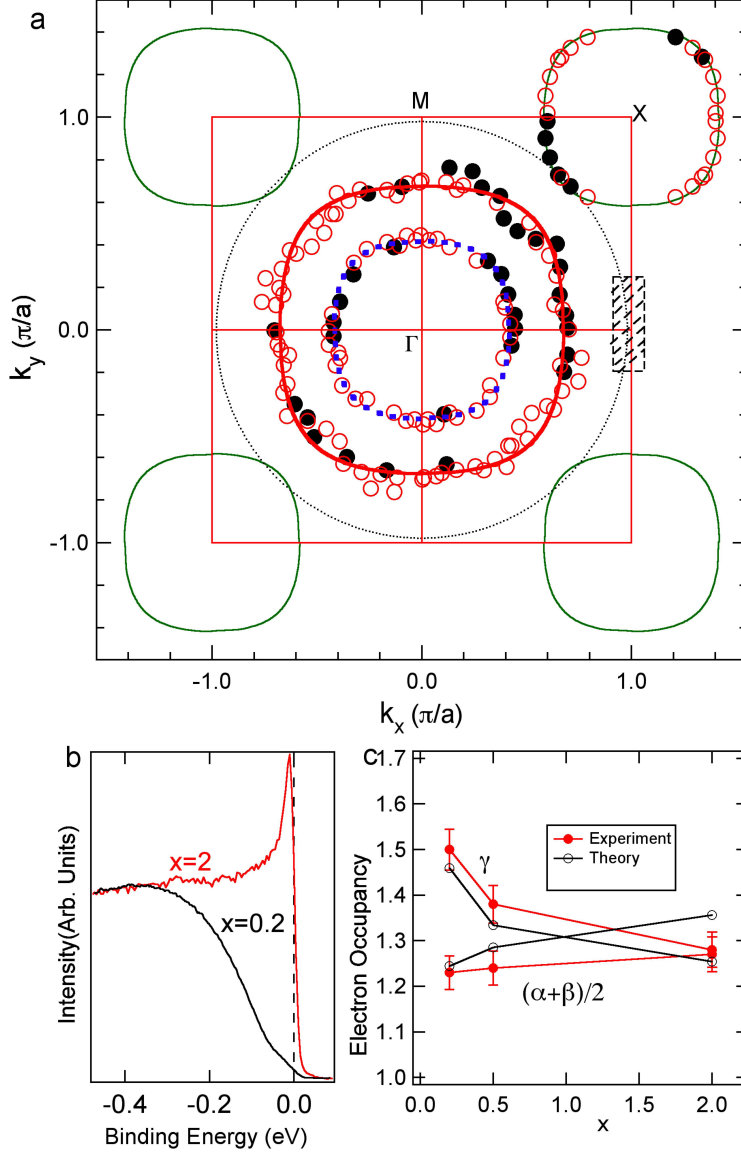 a
M
X
1.0
0.0
-1.0
Γ
k_y (π/a)
-1.0
0.0
1.0
k_x (π/a)
b
x=2
x=0.2
Intensity(Arb. Units)
-0.4
-0.2
0.0
Binding Energy (eV)
c
1.7
1.6
1.5
1.4
1.3
1.2
1.1
1.0
Electron Occupancy
Experiment
Theory
γ
(α+β)/2
0.0
0.5
1.0
1.5
2.0
x